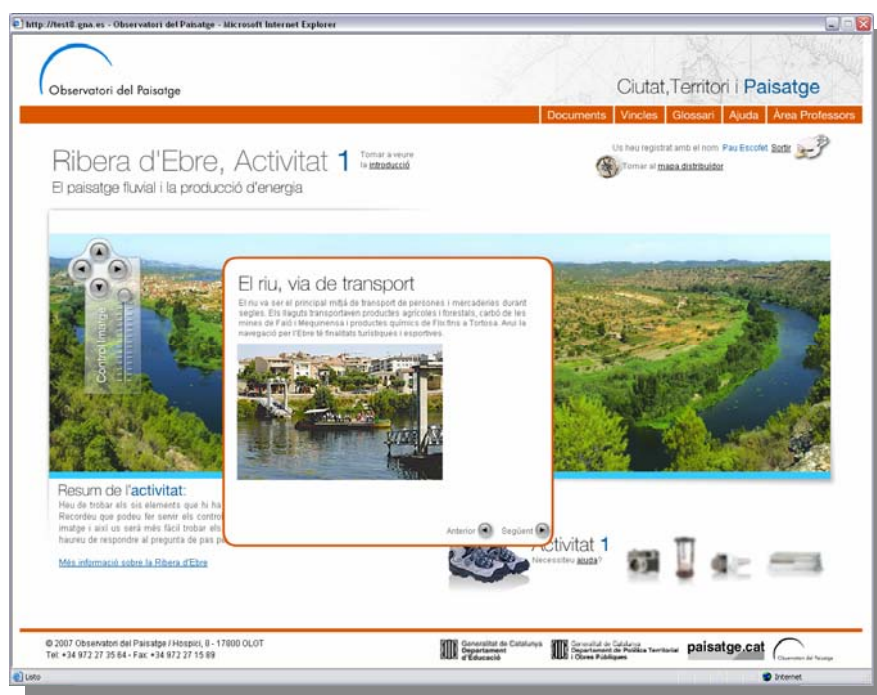 http://test8.gna.es - Observatori del Paisatge - Microsoft Internet Explorer
Observatori del Paisatge
Ciutat,Territori i Paisatge
Documents Vincles Glossari Ajuda Àrea Professors
Ribera d'Ebre, Activitat 1
Tornar a veure
la introducció
El paisatge fluvial i la producció d'energia
Us heu registrat amb el nom Pau Escofet Sortir
Tornar al mapa distribuïdor
Control Imatge
El riu, via de transport
El riu va ser el principal mitjà de transport de persones i mercaderies durant
segles. Els llaguts transportaven productes agrícoles i forestals, carbó de les
mines de Faió i Mequinensa i productes químics de Flix fins a Tortosa. Avui la
navegació per l'Ebre té finalitats turístiques i esportives.
Anterior Següent
Resum de l'activitat:
Heu de trobar els sis elements que hi ha
Recordeu que podeu fer servir els control
imatge i així us serà més fàcil trobar els
haureu de respondre al pregunta de pas p
Més informació sobre la Ribera d'Ebre
Activitat 1
Necessiteu ajuda?
© 2007 Observatori del Paisatge / Hospici, 8 - 17800 OLOT
Tel: +34 972 27 35 64 - Fax: +34 972 27 15 89
Generalitat de Catalunya
Departament
d'Educació
Generalitat de Catalunya
Departament de Política Territorial
i Obres Públiques
paisatge.cat
Observatori del Paisatge
Listo
Internet